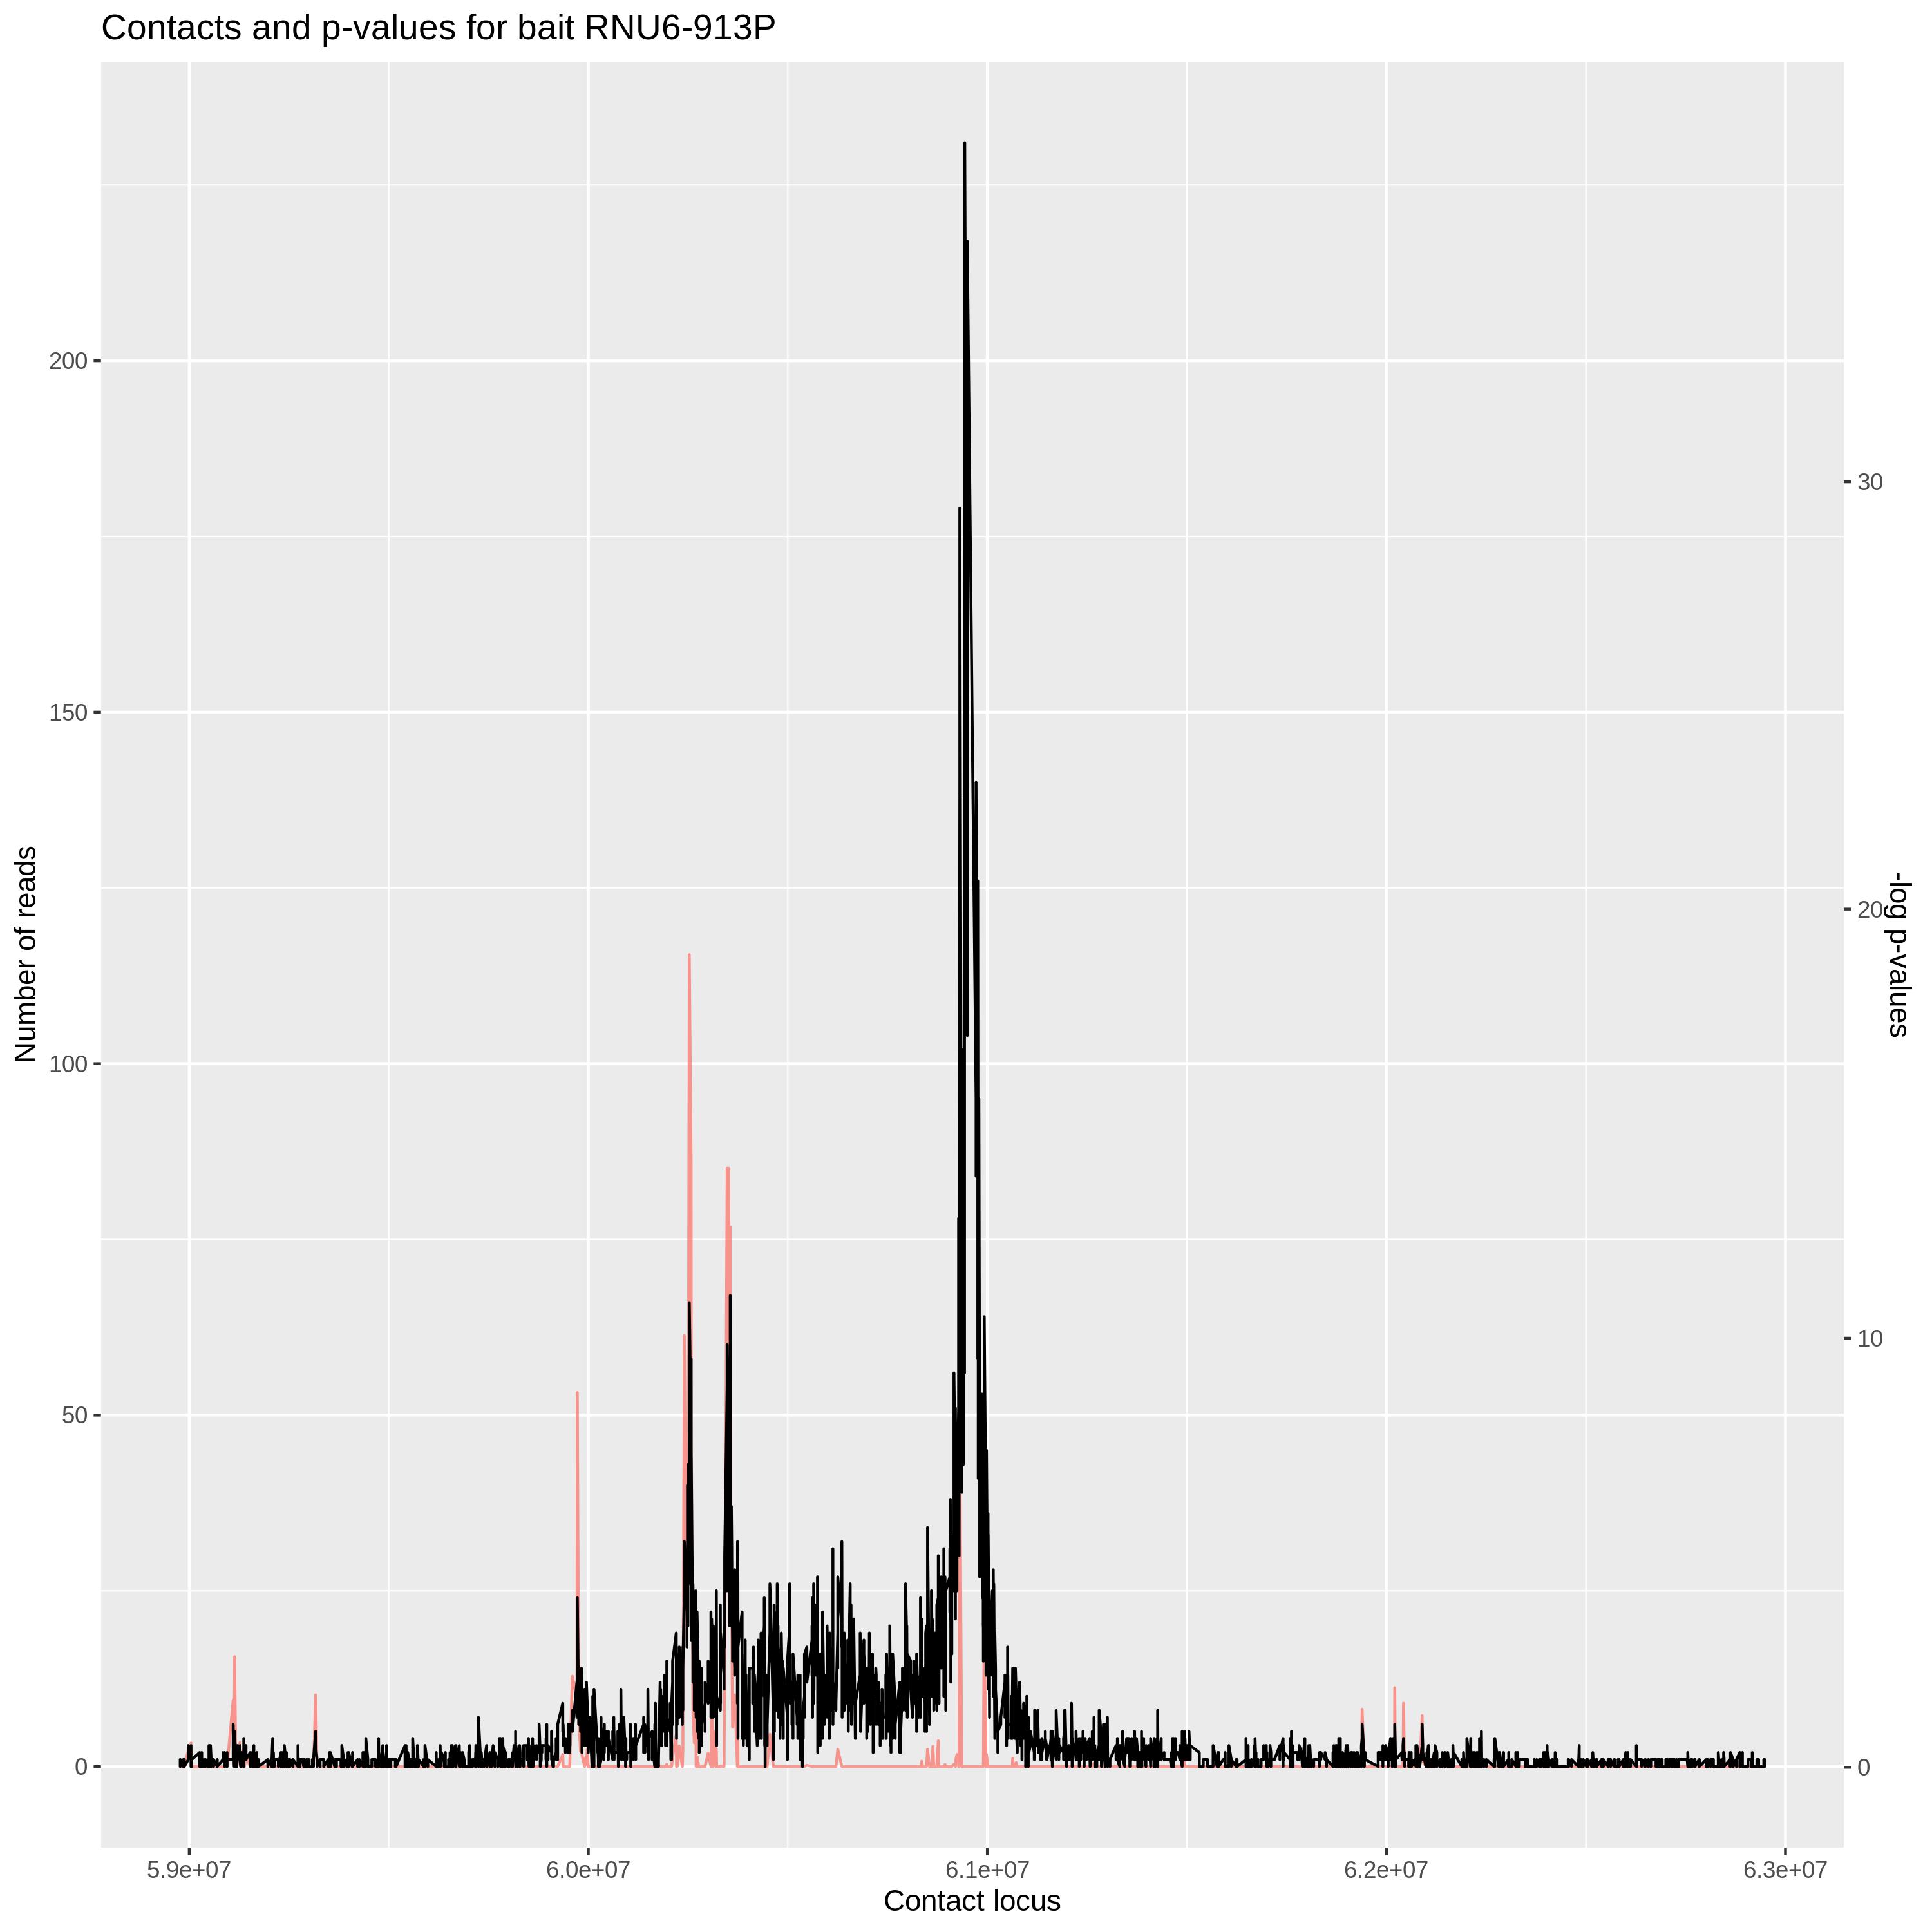 Contacts and p-values for bait RNU6-913P
Number of reads
200
150
100
50
0
30
20
10
0
-log p-values
5.9e+07 6.0e+07 6.1e+07 6.2e+07 6.3e+07
Contact locus